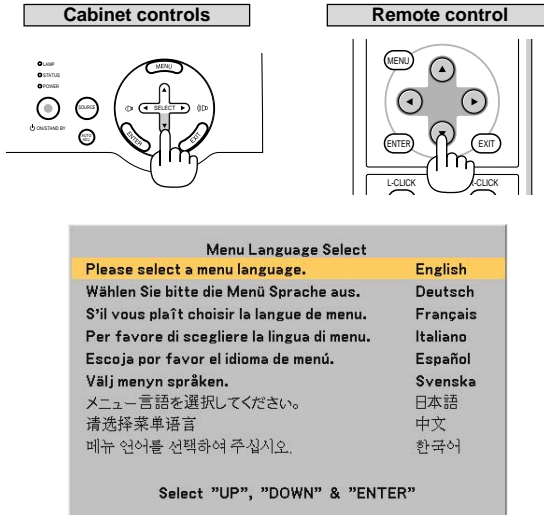 Cabinet controls
Remote control
LAMP
STATUS
POWER
ON/STAND BY
SOURCE
AUTO ADJ.
MENU
SELECT
ENTER
EXIT
MENU
ENTER
EXIT
L-CLICK
R-CLICK
Menu Language Select
Please select a menu language. English
Wählen Sie bitte die Menü Sprache aus. Deutsch
S'il vous plaît choisir la langue de menu. Français
Per favore di scegliere la lingua di menu. Italiano
Escoja por favor el idioma de menú. Español
Välj menyn språken. Svenska
メニュー言語を選択してください。 日本語
请选择菜单语言 中文
메뉴 언어를 선택하여 주십시오. 한국어
Select "UP", "DOWN" & "ENTER"